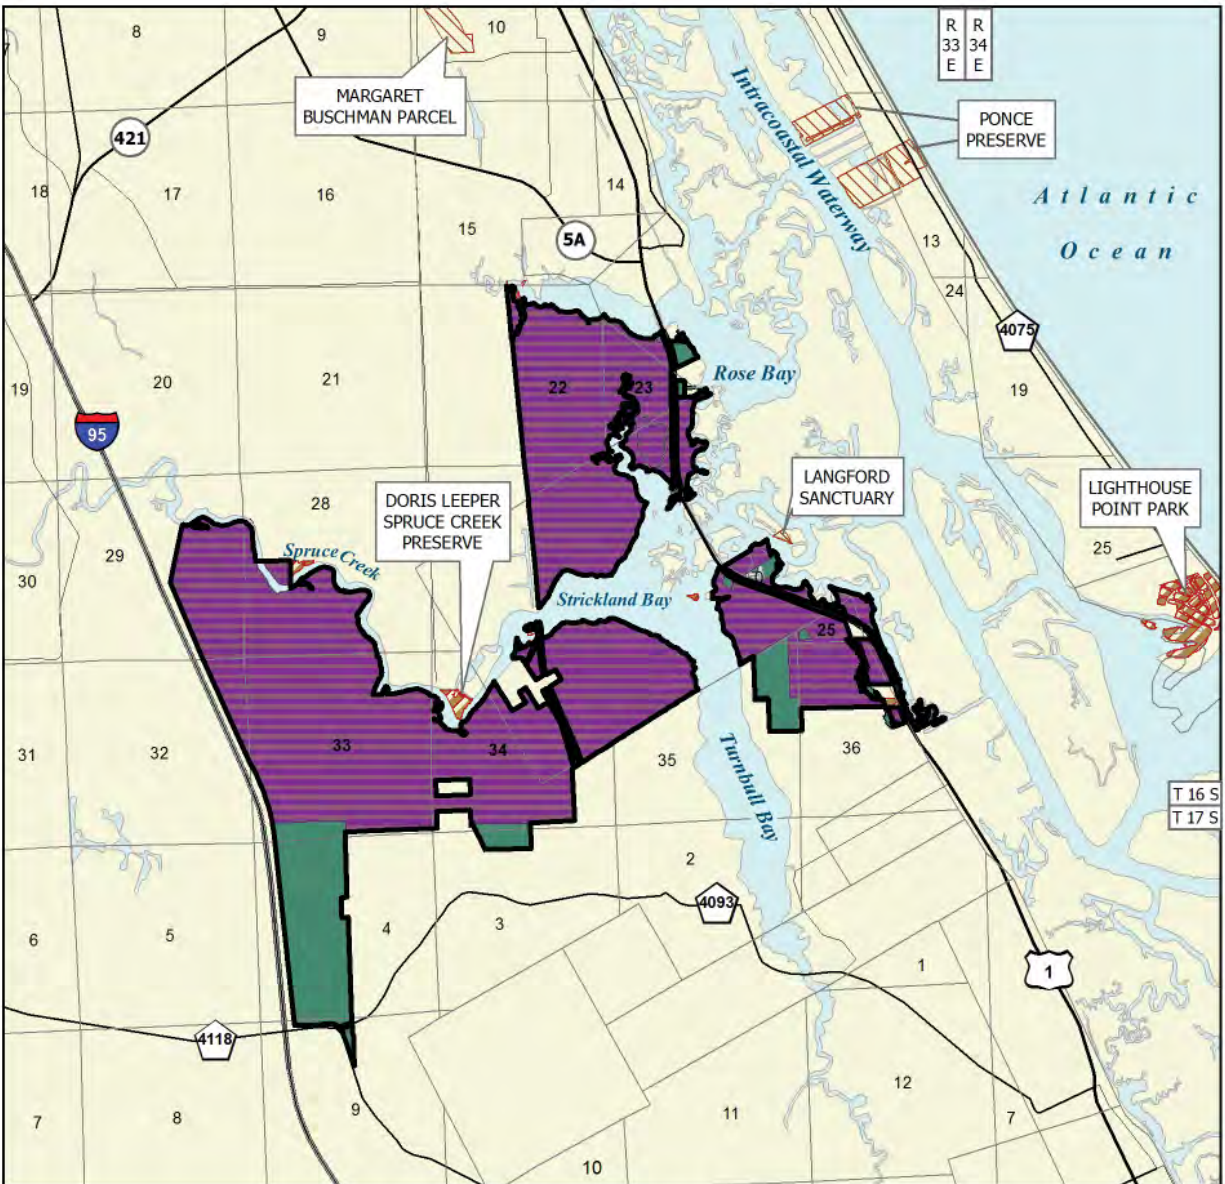 8
9
10
R
33
E
R
34
E
MARGARET
BUSCHMAN PARCEL
PONCE
PRESERVE
Intracoastal Waterway
421
18
17
16
15
14
5A
13
24
Atlantic
Ocean
4075
19
20
21
22
23
Rose Bay
19
95
28
DORIS LEEPER
SPRUCE CREEK
PRESERVE
LANGFORD
SANCTUARY
LIGHTHOUSE
POINT PARK
30
29
Spruce Creek
Strickland Bay
25
25
31
32
33
34
35
36
Turnbull Bay
T 16 S
T 17 S
2
4093
6
5
4
3
1
1
4118
7
8
9
10
11
12
7